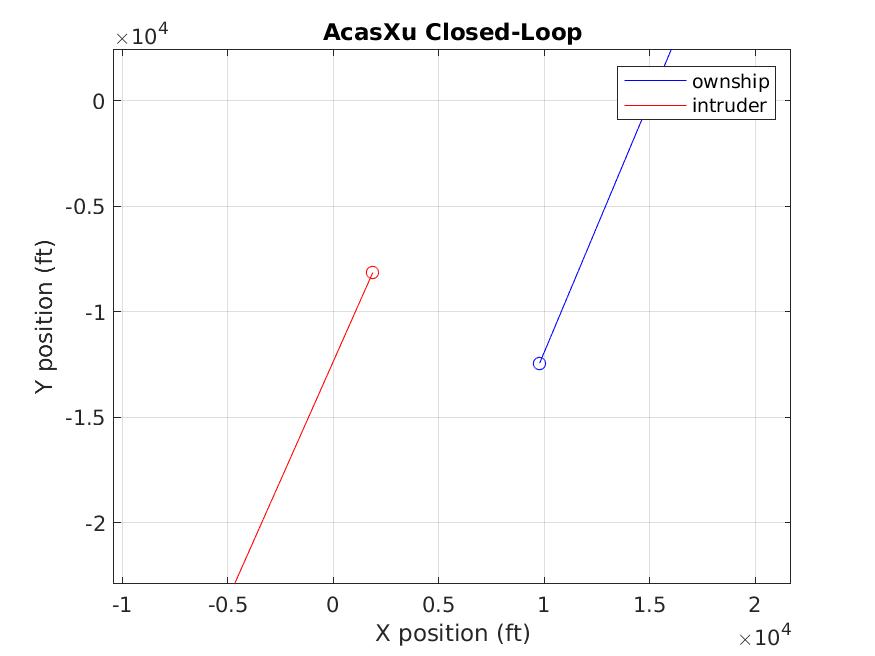 ×10^4
AcasXu Closed-Loop
ownship
intruder
0
-0.5
-1
-1.5
-2
Y position (ft)
-1 -0.5 0 0.5 1 1.5 2
X position (ft)
×10^4